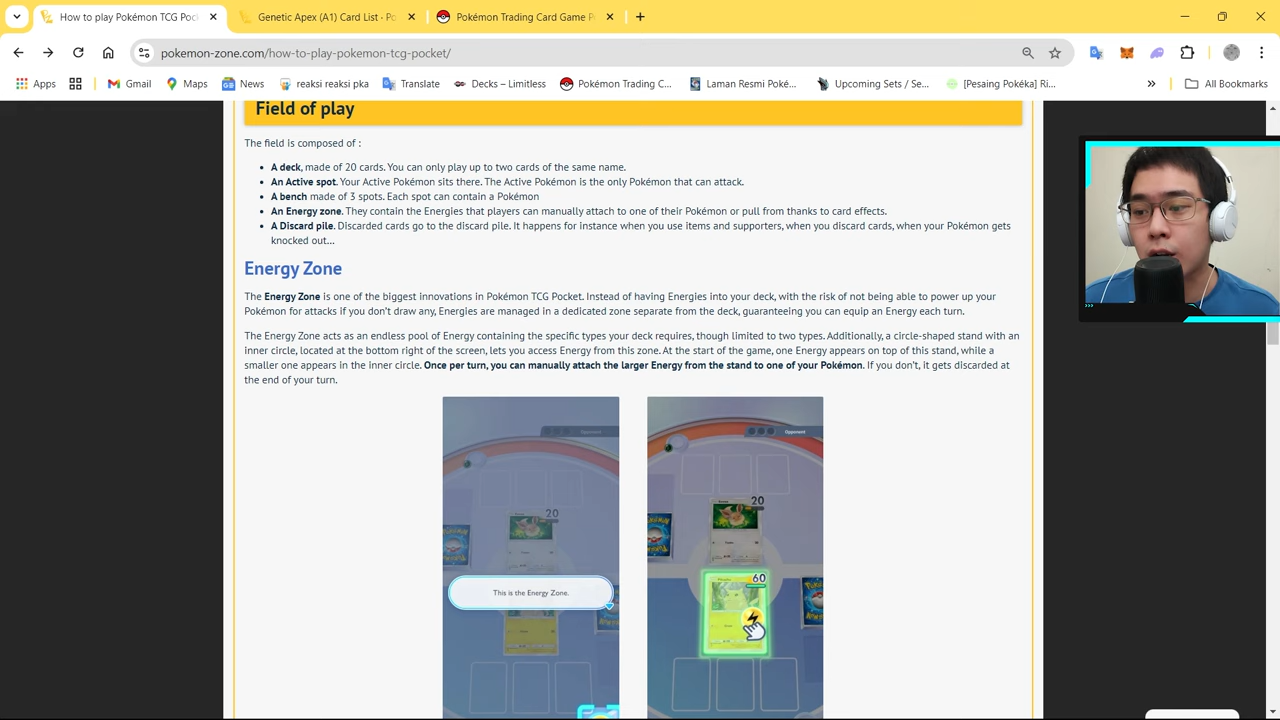 How to play Pokémon TCG Poc
Genetic Apex (A1) Card List · Po
Pokémon Trading Card Game P
pokemon-zone.com/how-to-play-pokemon-tcg-pocket/
Apps
Gmail
Maps
News
reaksi reaksi pka
Translate
Decks – Limitless
Pokémon Trading C...
Laman Resmi Poké...
Upcoming Sets / Se...
[Pesaing Pokéka] Ri...
»
All Bookmarks
Field of play
The field is composed of :
• A deck, made of 20 cards. You can only play up to two cards of the same name.
• An Active spot. Your Active Pokémon sits there. The Active Pokémon is the only Pokémon that can attack.
• A bench made of 3 spots. Each spot can contain a Pokémon
• An Energy zone. They contain the Energies that players can manually attach to one of their Pokémon or pull from thanks to card effects.
• A Discard pile. Discarded cards go to the discard pile. It happens for instance when you use items and supporters, when you discard cards, when your Pokémon gets
knocked out...
Energy Zone
The Energy Zone is one of the biggest innovations in Pokémon TCG Pocket. Instead of having Energies into your deck, with the risk of not being able to power up your
Pokémon for attacks if you don't draw any, Energies are managed in a dedicated zone separate from the deck, guaranteeing you can equip an Energy each turn.
The Energy Zone acts as an endless pool of Energy containing the specific types your deck requires, though limited to two types. Additionally, a circle-shaped stand with an
inner circle, located at the bottom right of the screen, lets you access Energy from this zone. At the start of the game, one Energy appears on top of this stand, while a
smaller one appears in the inner circle. Once per turn, you can manually attach the larger Energy from the stand to one of your Pokémon. If you don't, it gets discarded at
the end of your turn.
Opponent
20
This is the Energy Zone.
Opponent
20
60